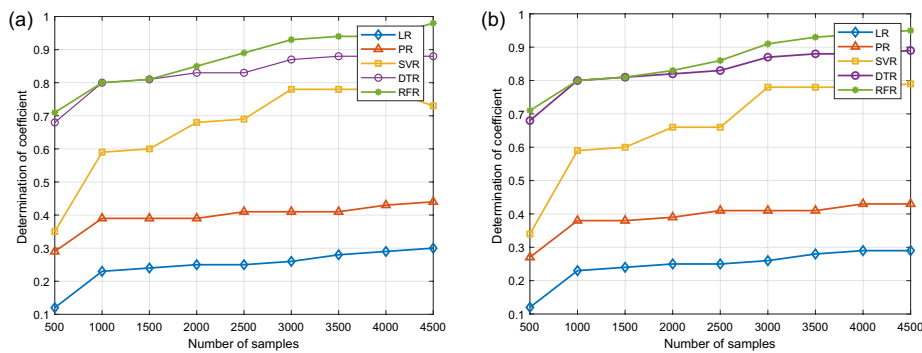 (a)
1
0.9
0.8
0.7
0.6
0.5
0.4
0.3
0.2
0.1
Determination of coefficient
LR
PR
SVR
DTR
RFR
500 1000 1500 2000 2500 3000 3500 4000 4500
Number of samples
(b)
1
0.9
0.8
0.7
0.6
0.5
0.4
0.3
0.2
0.1
Determination of coefficient
LR
PR
SVR
DTR
RFR
500 1000 1500 2000 2500 3000 3500 4000 4500
Number of samples